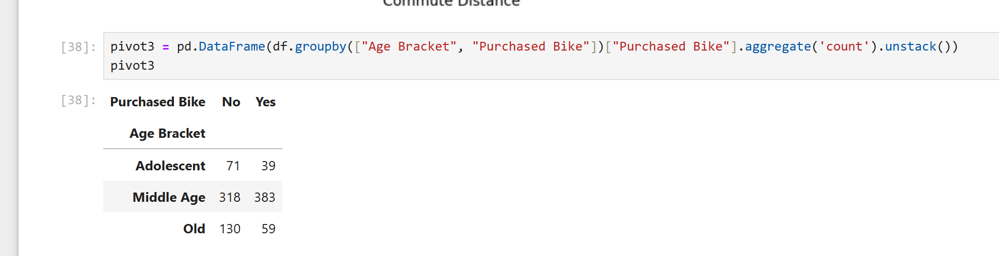 Commute Distance
[38]: pivot3 = pd.DataFrame(df.groupby(["Age Bracket", "Purchased Bike"])["Purchased Bike"].aggregate('count').unstack())
pivot3
[38]: Purchased Bike No Yes
Age Bracket
Adolescent 71 39
Middle Age 318 383
Old 130 59